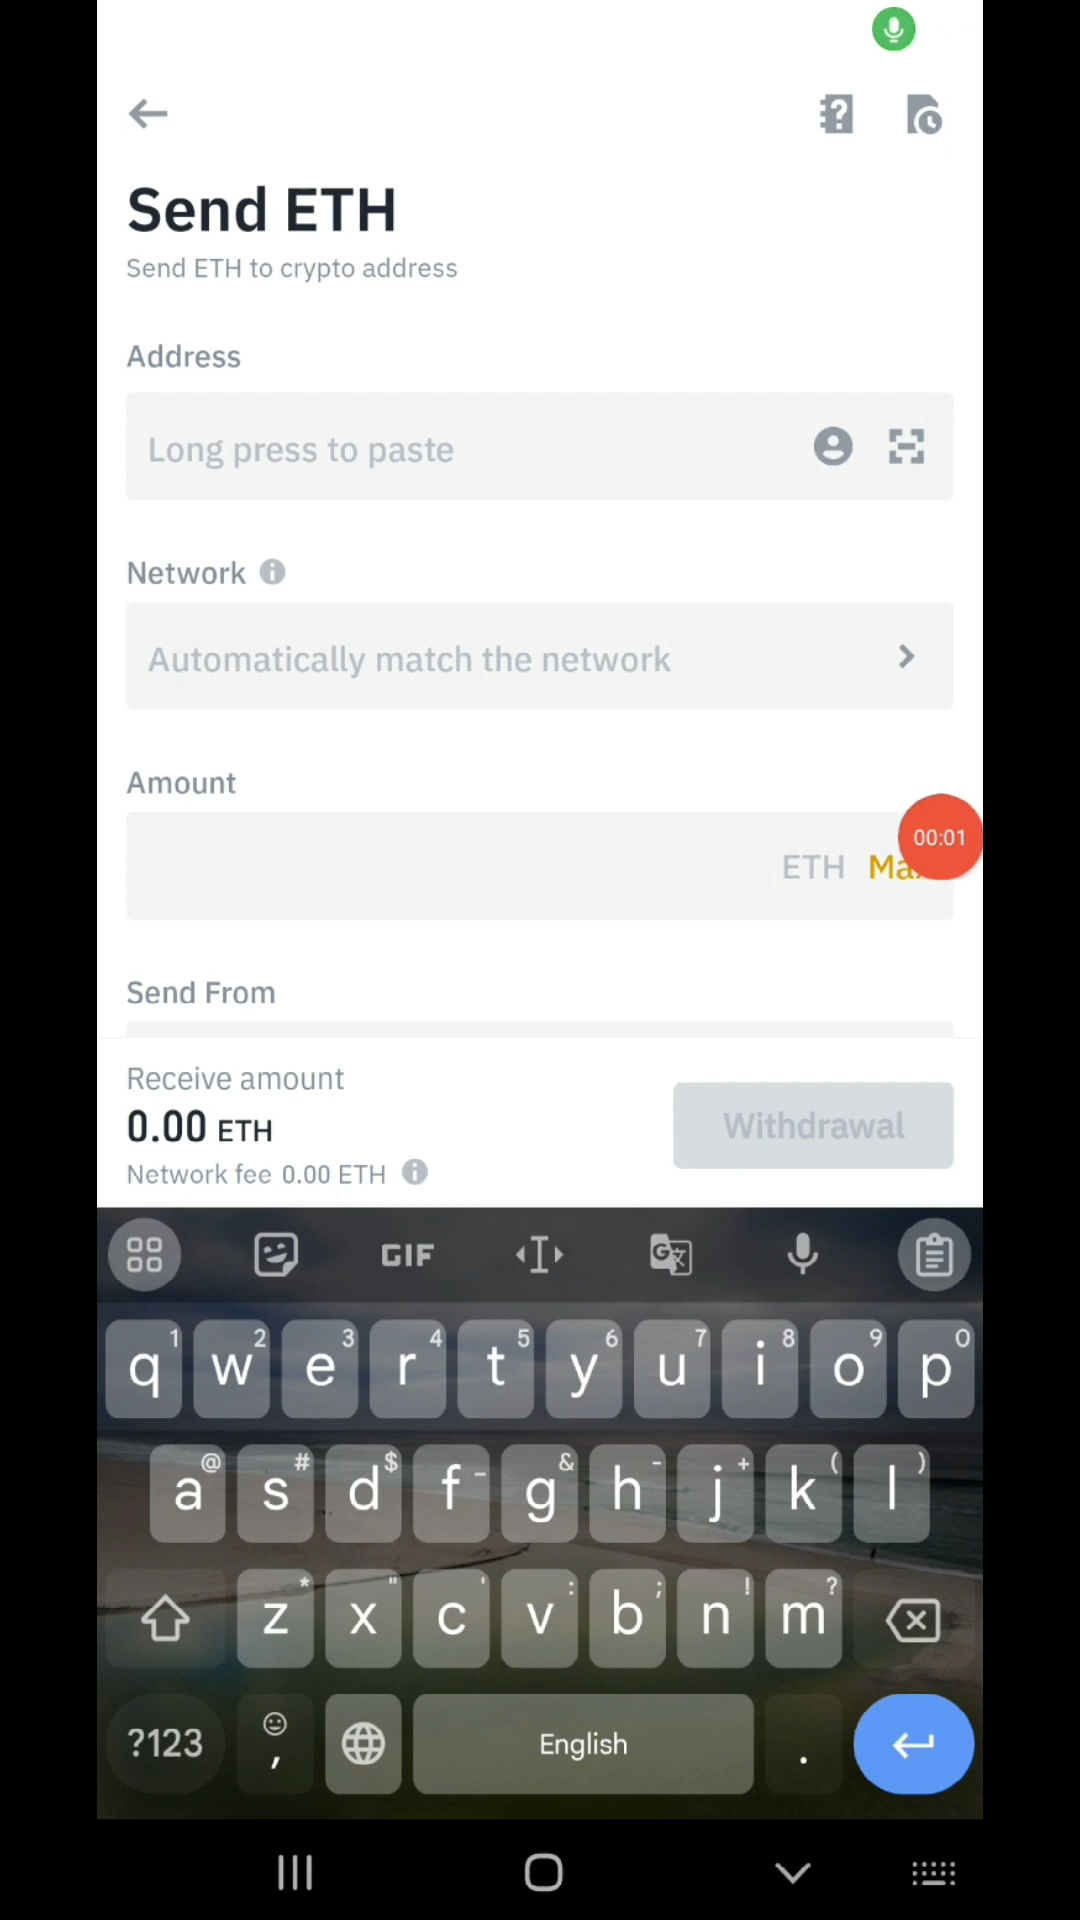 Send ETH
Send ETH to crypto address
Address
Long press to paste
Network
Automatically match the network
Amount
ETH
00:01
Send From
Receive amount
0.00 ETH
Withdrawal
Network fee 0.00 ETH
GIF
q1 w2 e3 r4 t5 y6 u7 i8 o9 p0
a@ s# d$ f_ g& h- j+ k( l)
z* x" c' v: b; n! m?
?123 , English .